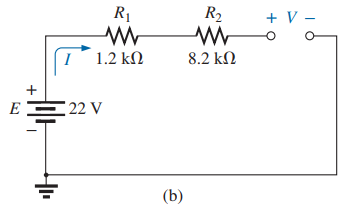 R₁ R₂ + V −
I 1.2 kΩ 8.2 kΩ
+
E 22 V
−
(b)